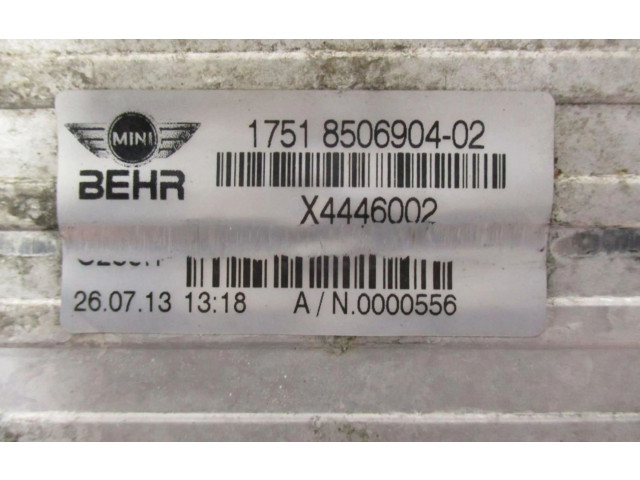 MINI
BEHR
1751 8506904-02
X4446002
26.07.13 13:18 A/N.0000556